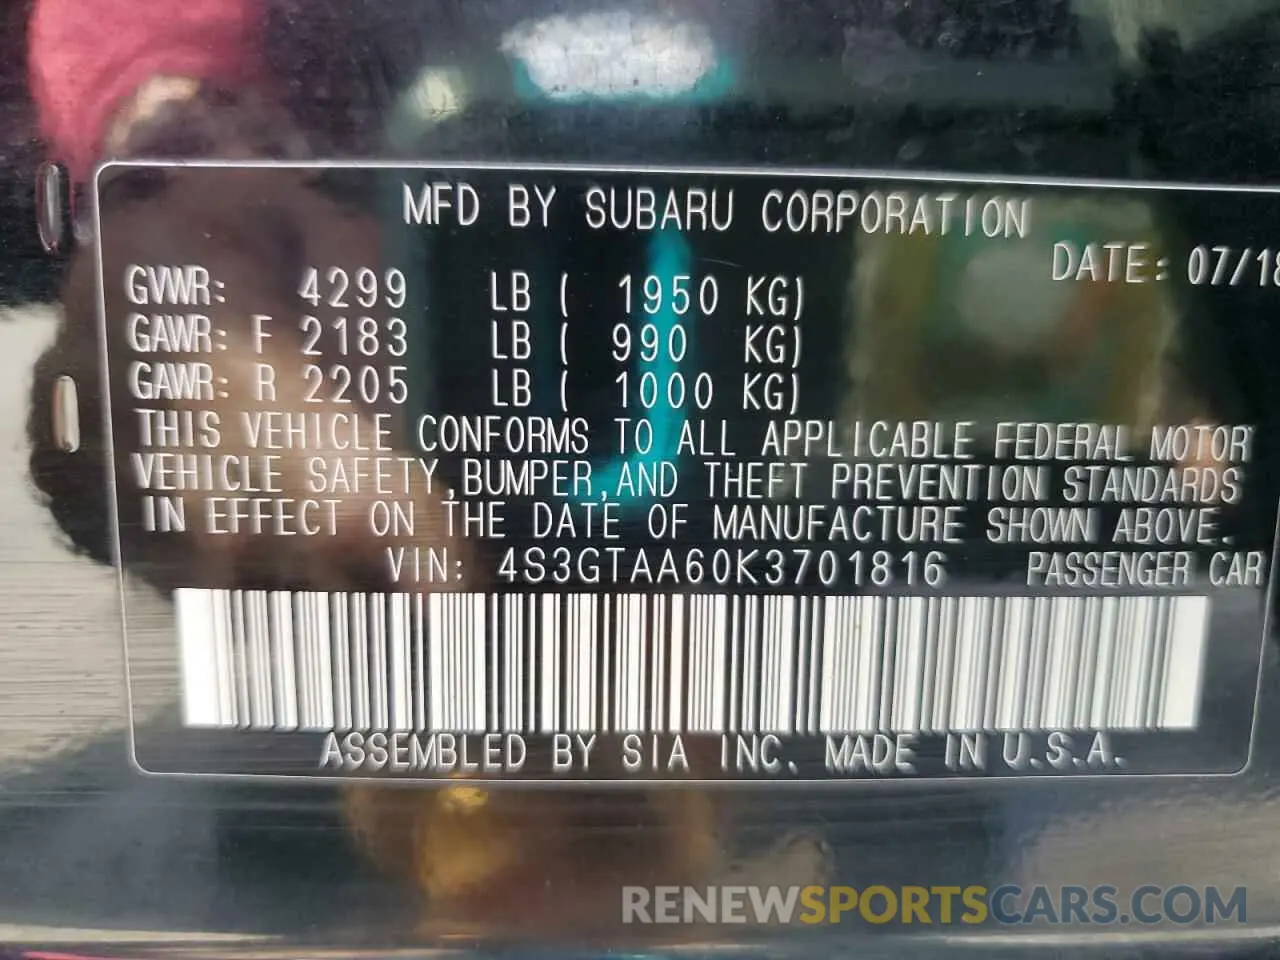 MFD BY SUBARU CORPORATION
DATE: 07/18
GVWR: 4299 LB ( 1950 KG)
GAWR: F 2183 LB ( 990 KG)
GAWR: R 2205 LB ( 1000 KG)
THIS VEHICLE CONFORMS TO ALL APPLICABLE FEDERAL MOTOR
VEHICLE SAFETY,BUMPER,AND THEFT PREVENTION STANDARDS
IN EFFECT ON THE DATE OF MANUFACTURE SHOWN ABOVE.
VIN: 4S3GTAA60K3701816 PASSENGER CAR
ASSEMBLED BY SIA INC. MADE IN U.S.A.
RENEWSPORTSCARS.COM